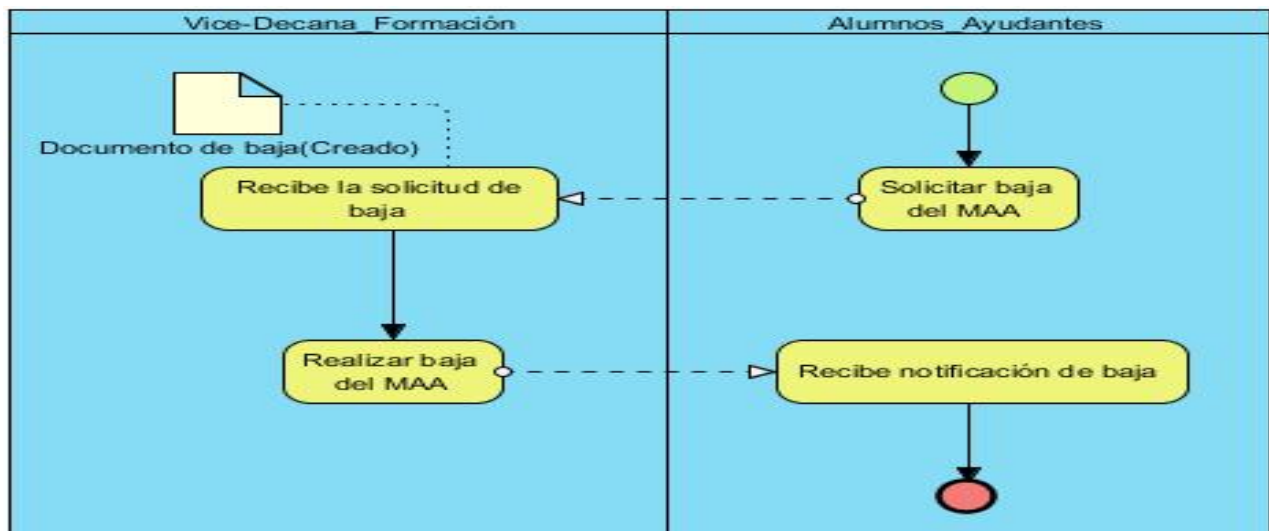 Vice-Decana_Formación
Alumnos_Ayudantes
Documento de baja(Creado)
Recibe la solicitud de
baja
Solicitar baja
del MAA
Realizar baja
del MAA
Recibe notificación de baja